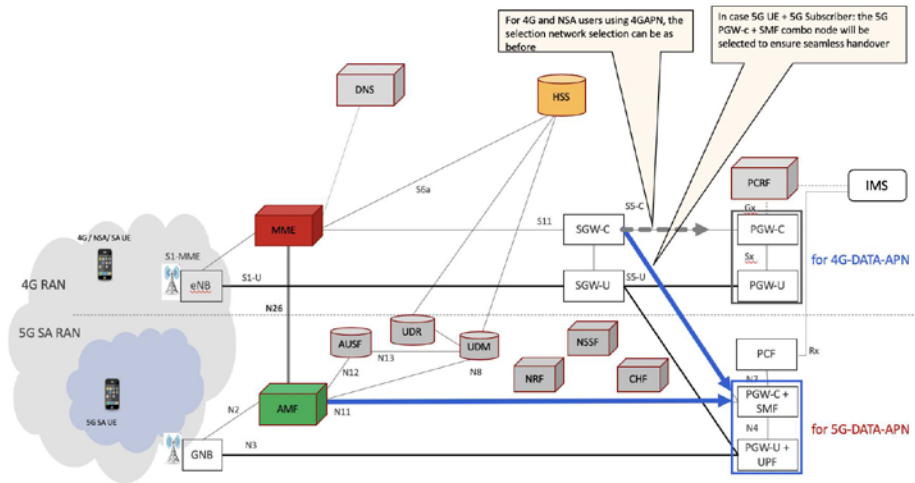 For 4G and NSA users using 4GAPN, the
selection network selection can be as
before
In case 5G UE + 5G Subscriber: the 5G
PGW-c + SMF combo node will be
selected to ensure seamless handover
DNS
HSS
PCRF
IMS
S6a
S5-C
Gx
MME
S11
SGW-C
PGW-C
4G / NSA/ SA UE
S1-MME
Sx
for 4G-DATA-APN
4G RAN
eNB
S1-U
SGW-U
S5-U
PGW-U
N26
5G SA RAN
UDR
NSSF
AUSF
UDM
PCF
Rx
N13
N12
N8
NRF
CHF
N7
AMF
N11
PGW-C +
SMF
N2
5G SA UE
N4
for 5G-DATA-APN
GNB
N3
PGW-U +
UPF